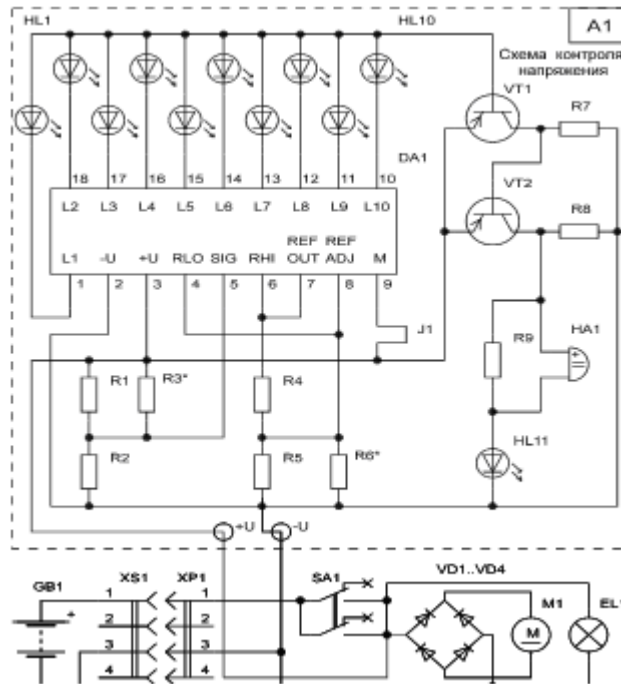 HL1 HL10 A1
Схема контроля
напряжения
VT1
R7
DA1
18 17 16 15 14 13 12 11 10
VT2
L2 L3 L4 L5 L6 L7 L8 L9 L10
R8
REF REF
L1 -U +U RLO SIG RHI OUT ADJ M
1 2 3 4 5 6 7 8 9
J1
R9 HA1
R1 R3* R4
HL11
R2 R5 R6*
+U -U
GB1 XS1 XP1 SA1 VD1..VD4
1 1 M1 EL1
+
2 2
M
3 3
4 4